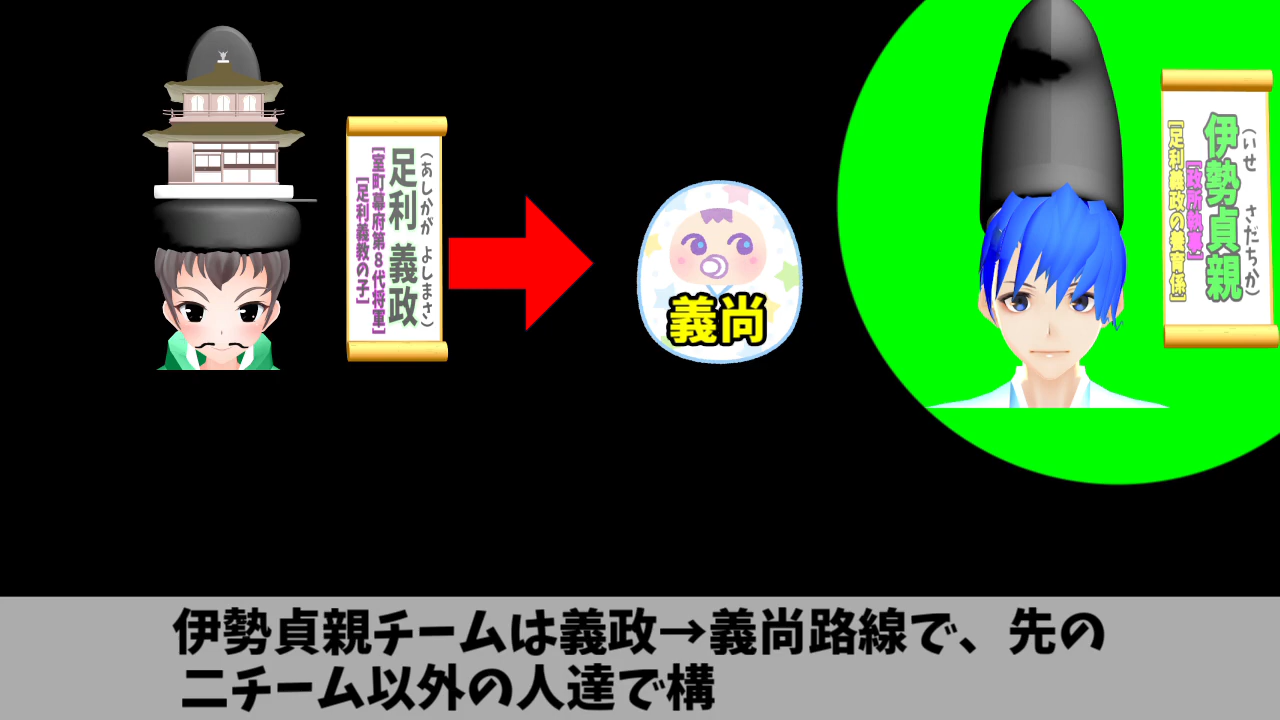 足利 義政
(あしかが よしまさ)
[室町幕府第8代将軍]
[足利義教の子]
義尚
伊勢貞親
(いせ さだちか)
[政所執事]
[足利義政の養育係]
伊勢貞親チームは義政→義尚路線で、先の
二チーム以外の人達で構